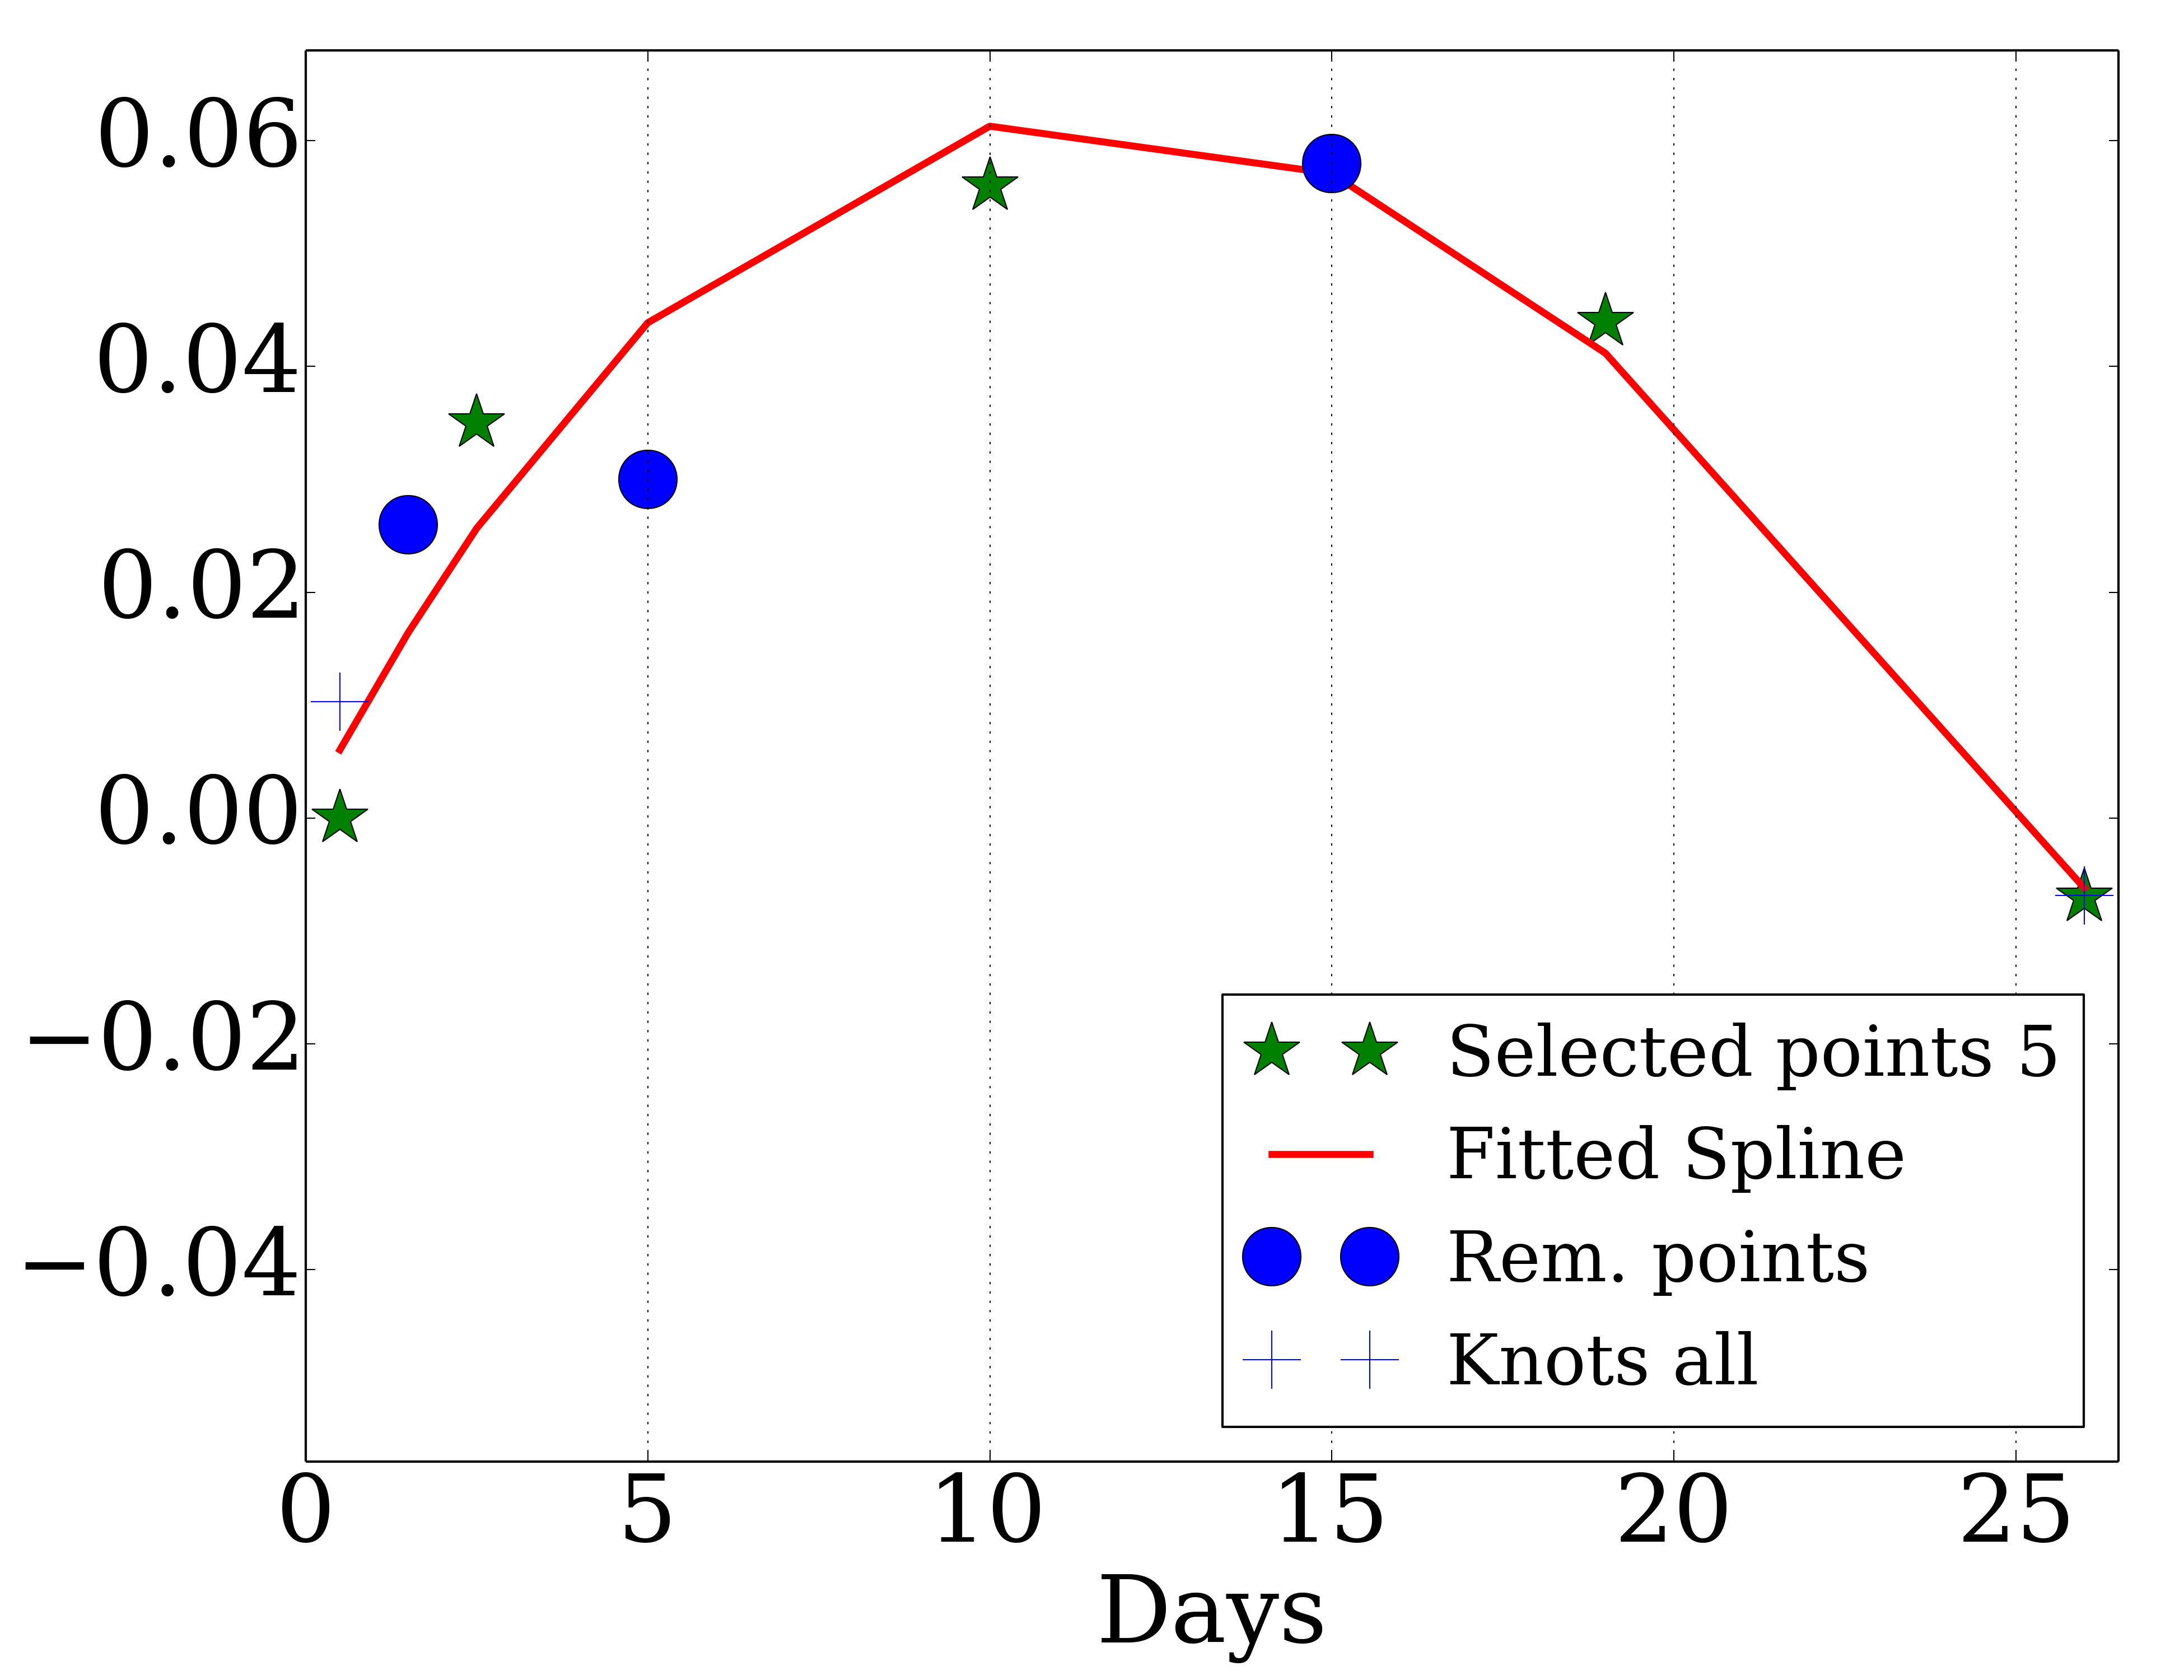 0.06
0.04
0.02
0.00
−0.02
−0.04
Selected points 5
Fitted Spline
Rem. points
Knots all
0 5 10 15 20 25
Days